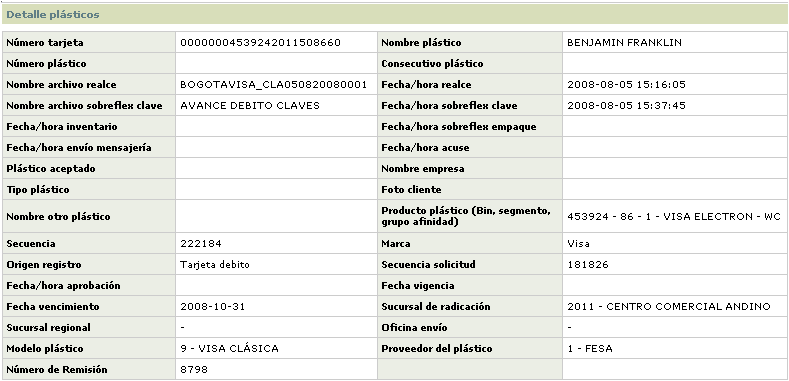 Detalle plásticos
Número tarjeta 00000004539242011508660 Nombre plástico BENJAMIN FRANKLIN
Número plástico Consecutivo plástico
Nombre archivo realce BOGOTAVISA_CLA050820080001 Fecha/hora realce 2008-08-05 15:16:05
Nombre archivo sobreflex clave AVANCE DEBITO CLAVES Fecha/hora sobreflex clave 2008-08-05 15:37:45
Fecha/hora inventario Fecha/hora sobreflex empaque
Fecha/hora envío mensajería Fecha/hora acuse
Plástico aceptado Nombre empresa
Tipo plástico Foto cliente
Nombre otro plástico Producto plástico (Bin, segmento,
grupo afinidad) 453924 - 86 - 1 - VISA ELECTRON - WC
Secuencia 222184 Marca Visa
Origen registro Tarjeta debito Secuencia solicitud 181826
Fecha/hora aprobación Fecha vigencia
Fecha vencimiento 2008-10-31 Sucursal de radicación 2011 - CENTRO COMERCIAL ANDINO
Sucursal regional - Oficina envío -
Modelo plástico 9 - VISA CLÁSICA Proveedor del plástico 1 - FESA
Número de Remisión 8798